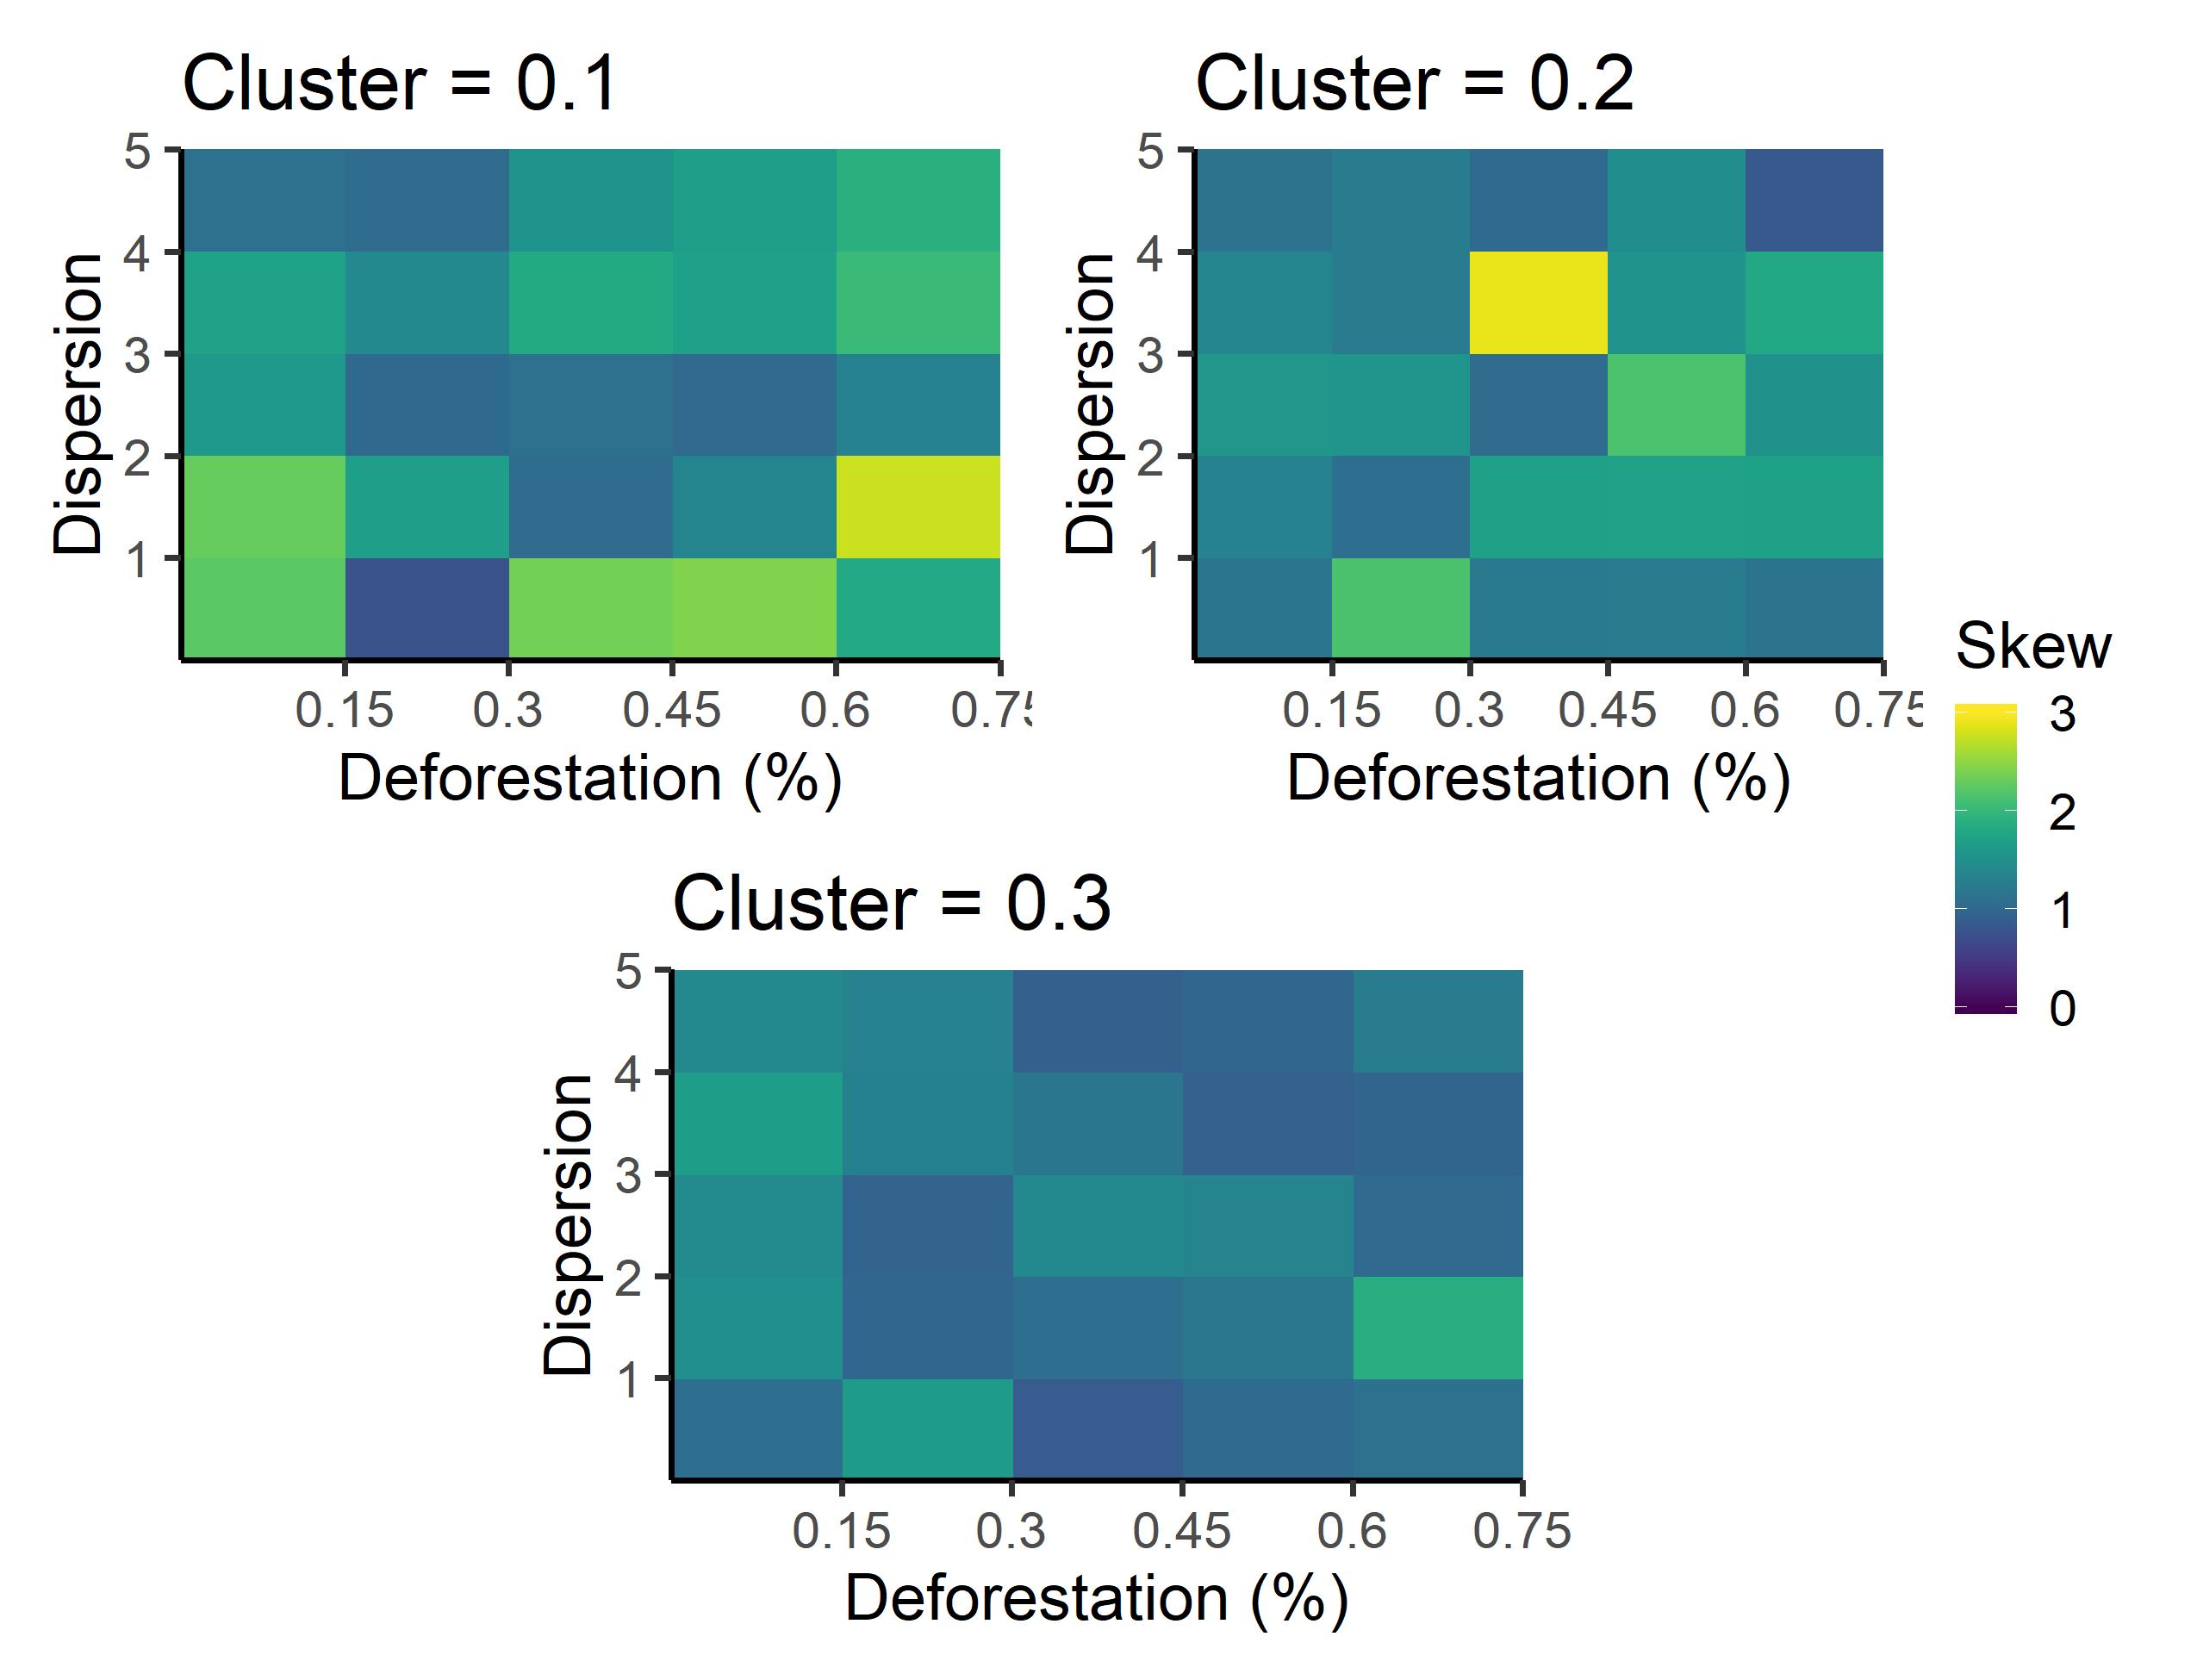 Cluster = 0.1
Dispersion
5
4
3
2
1
0.15 0.3 0.45 0.6
Deforestation (%)
Cluster = 0.2
Dispersion
5
4
3
2
1
0.15 0.3 0.45 0.6 0.75
Deforestation (%)
Skew
3
2
1
0
Cluster = 0.3
Dispersion
5
4
3
2
1
0.15 0.3 0.45 0.6 0.75
Deforestation (%)